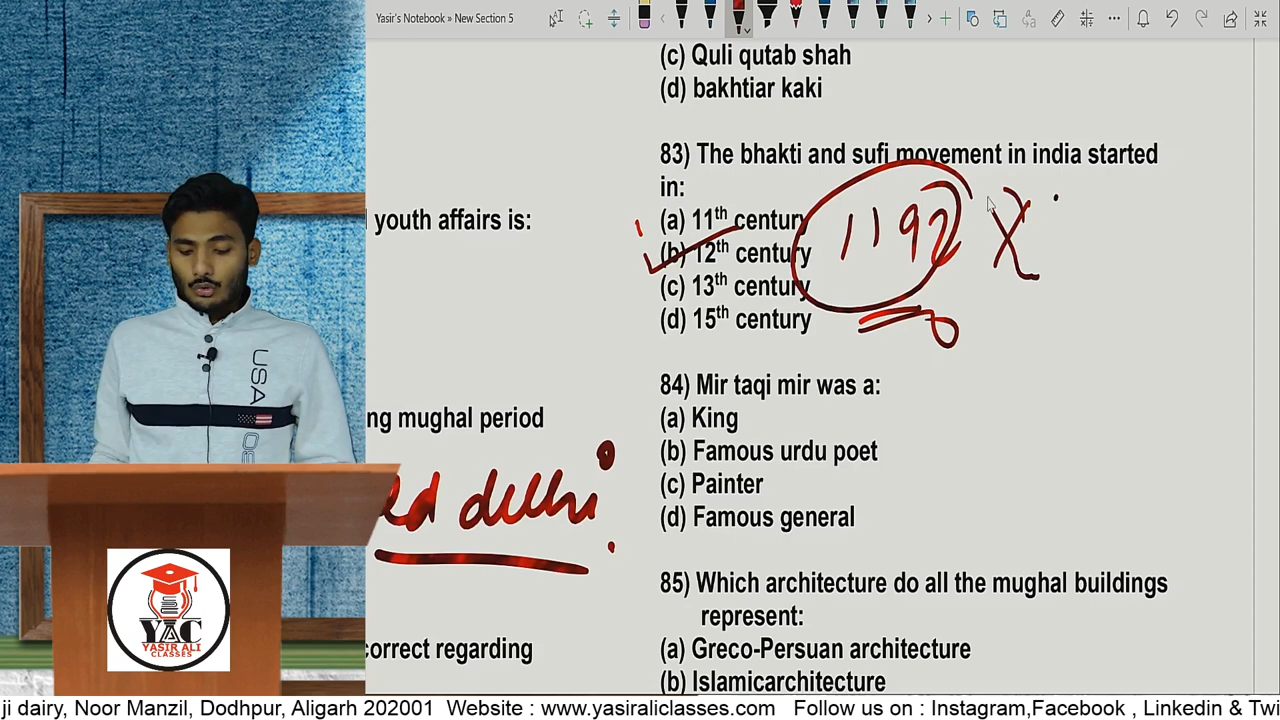 Yasir's Notebook » New Section 5
(c) Quli qutab shah
(d) bakhtiar kaki
83) The bhakti and sufi movement in india started
in:
(a) 11th century
(b) 12th century
(c) 13th century
(d) 15th century
1192
youth affairs is:
84) Mir taqi mir was a:
(a) King
(b) Famous urdu poet
(c) Painter
(d) Famous general
ng mughal period
ed delhi
85) Which architecture do all the mughal buildings
represent:
(a) Greco-Persuan architecture
(b) Islamicarchitecture
correct regarding
USA
YAC
YASIR ALI
CLASSES
ji dairy, Noor Manzil, Dodhpur, Aligarh 202001 Website : www.yasiraliclasses.com Follow us on : Instagram,Facebook , Linkedin & Twi